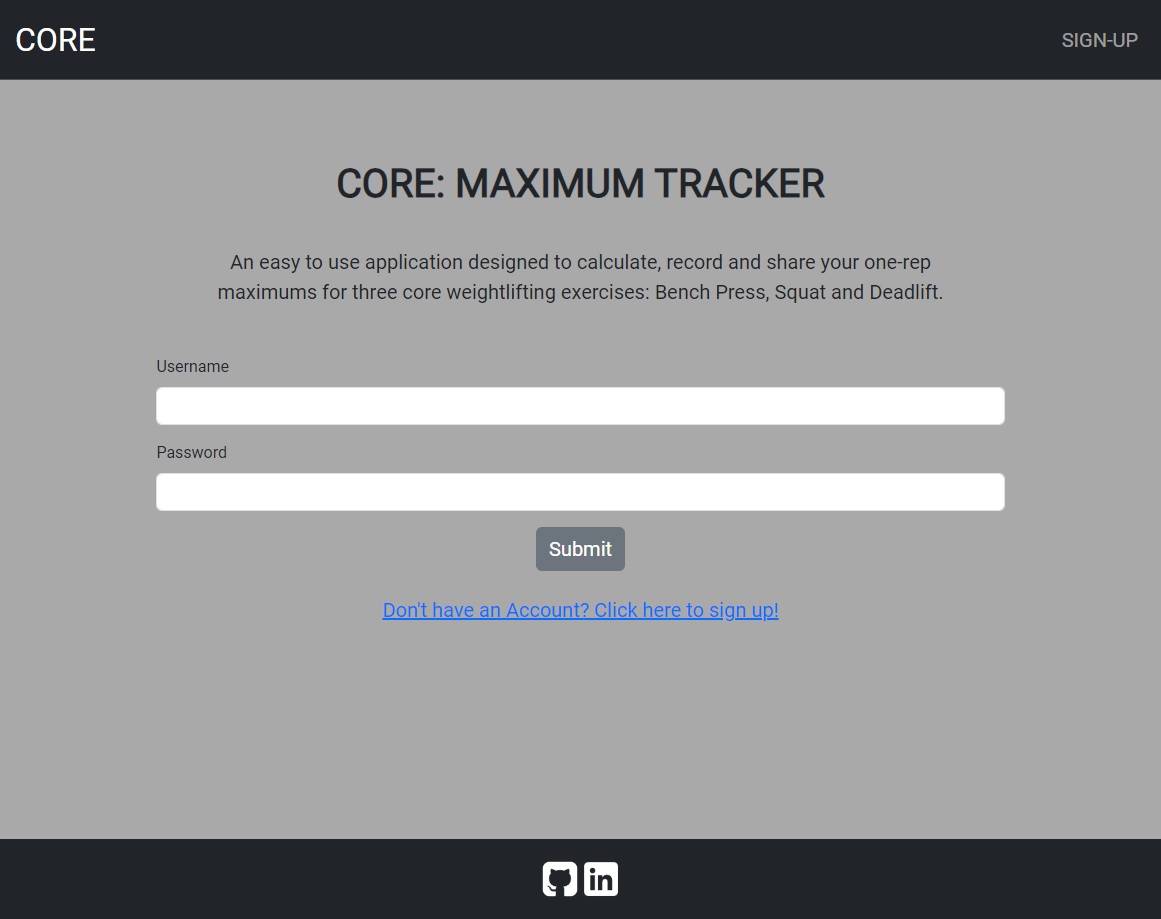 CORE
SIGN-UP
CORE: MAXIMUM TRACKER
An easy to use application designed to calculate, record and share your one-rep
maximums for three core weightlifting exercises: Bench Press, Squat and Deadlift.
Username
Password
Submit
Don't have an Account? Click here to sign up!
in